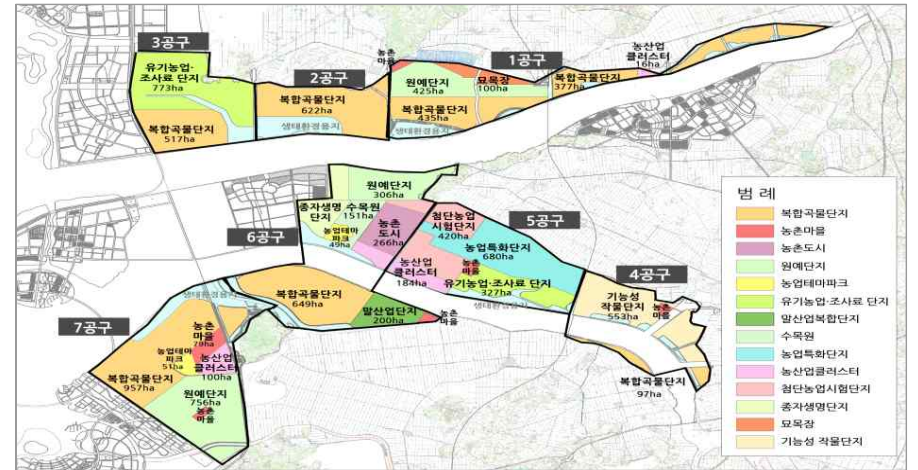 3공구
유기농업·
조사료 단지
773ha
복합곡물단지
517ha
2공구
복합곡물단지
622ha
생태환경용지
농촌
마을
1공구
원예단지
425ha
묘목장
100ha
복합곡물단지
435ha
생태환경용지
복합곡물단지
377ha
농산업
클러스터
16ha
원예단지
306ha
종자생명
단지
수목원
151ha
농업테마
파크
49ha
6공구
농촌
도시
266ha
첨단농업
시험단지
420ha
5공구
농업특화단지
680ha
농산업
클러스터
184ha
농촌
마을
유기농업·조사료 단지
327ha
생태환경용지
4공구
기능성
작물단지
553ha
농촌
마을
복합곡물단지
97ha
생태환경용지
복합곡물단지
649ha
말산업단지
200ha
농촌
마을
7공구
농촌
마을
79ha
농업테마
파크
51ha
농산업
클러스터
100ha
복합곡물단지
957ha
원예단지
756ha
농촌
마을
범 례
복합곡물단지
농촌마을
농촌도시
원예단지
농업테마파크
유기농업·조사료 단지
말산업복합단지
수목원
농업특화단지
농산업클러스터
첨단농업시험단지
종자생명단지
묘목장
기능성 작물단지